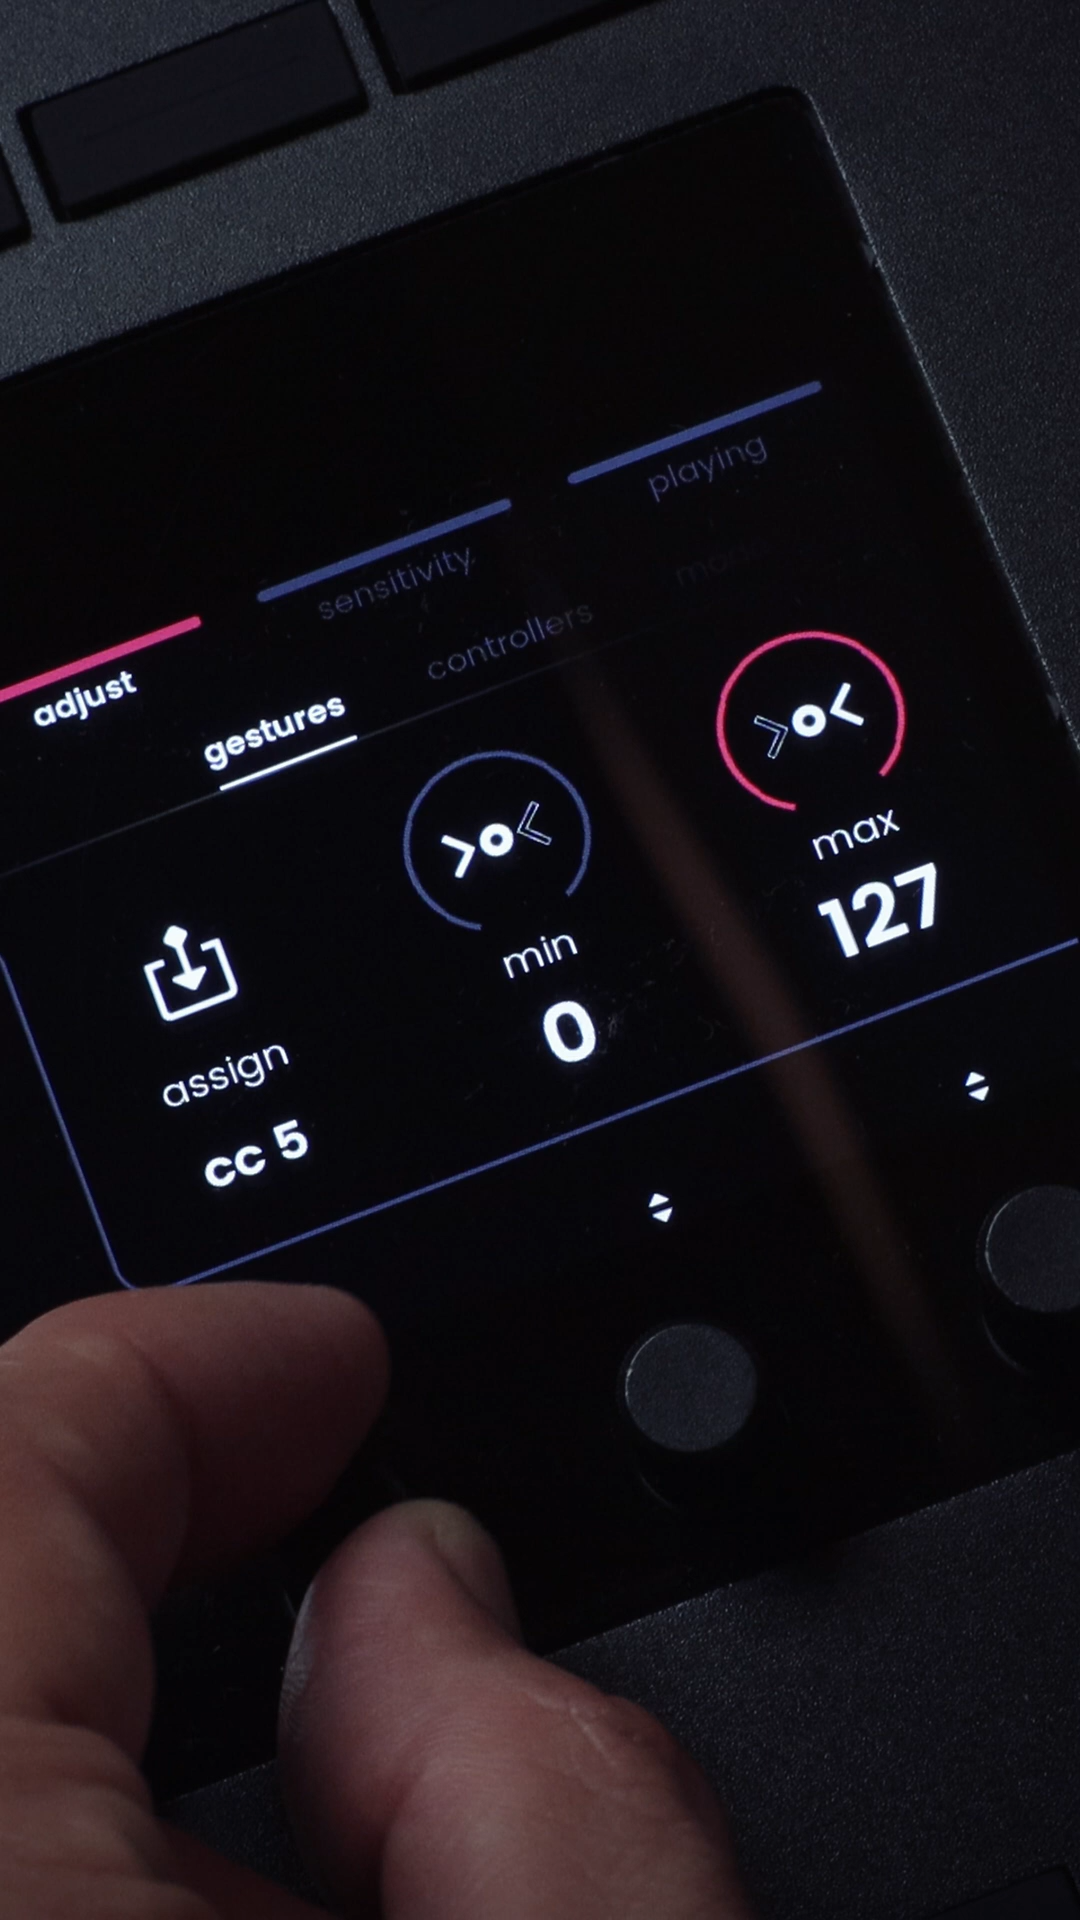 adjust
sensitivity
playing
gestures
controllers
assign
cc 5
min
0
max
127